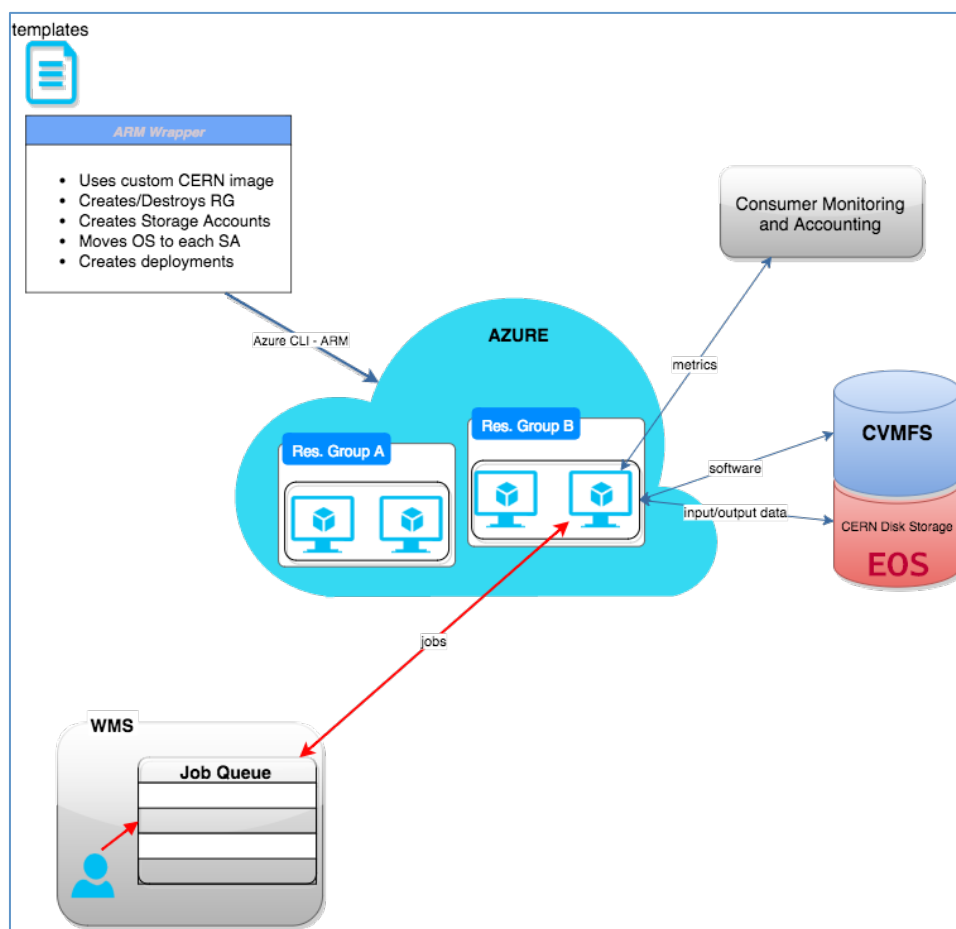 templates
ARM Wrapper
• Uses custom CERN image
• Creates/Destroys RG
• Creates Storage Accounts
• Moves OS to each SA
• Creates deployments
Consumer Monitoring
and Accounting
Azure CLI - ARM
AZURE
metrics
Res. Group A
Res. Group B
CVMFS
software
input/output data
CERN Disk Storage
EOS
jobs
WMS
Job Queue